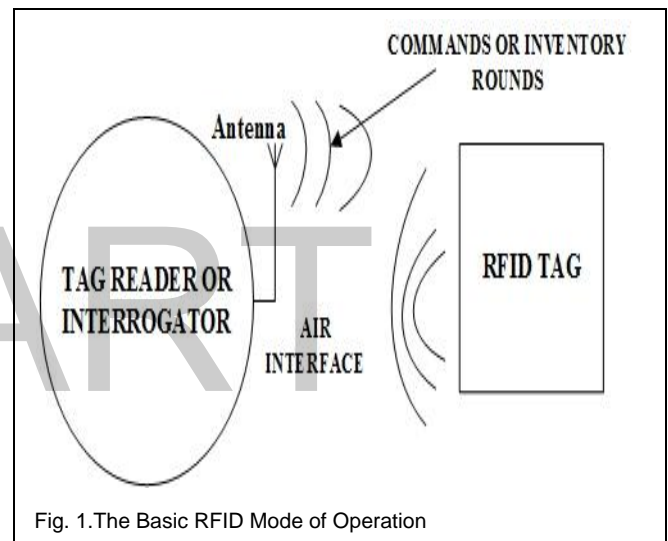 COMMANDS OR INVENTORY
ROUNDS
Antenna
TAG READER OR
INTERROGATOR
AIR
INTERFACE
RFID TAG
ART
Fig. 1.The Basic RFID Mode of Operation